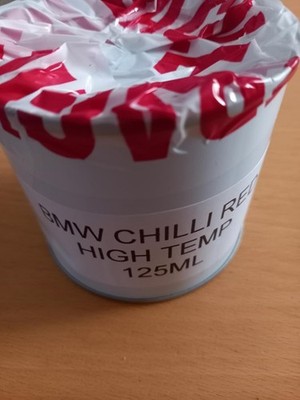 BMW CHILLI RED
HIGH TEMP
125ML